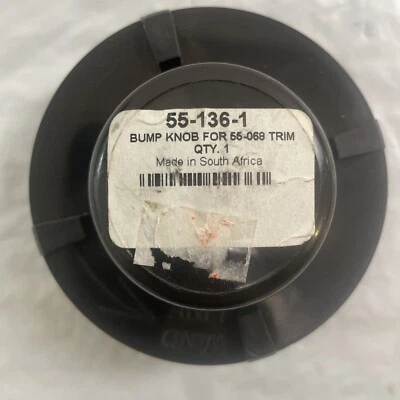 55-136-1
BUMP KNOB FOR 55-069 TRIM
QTY. 1
Made in South Africa